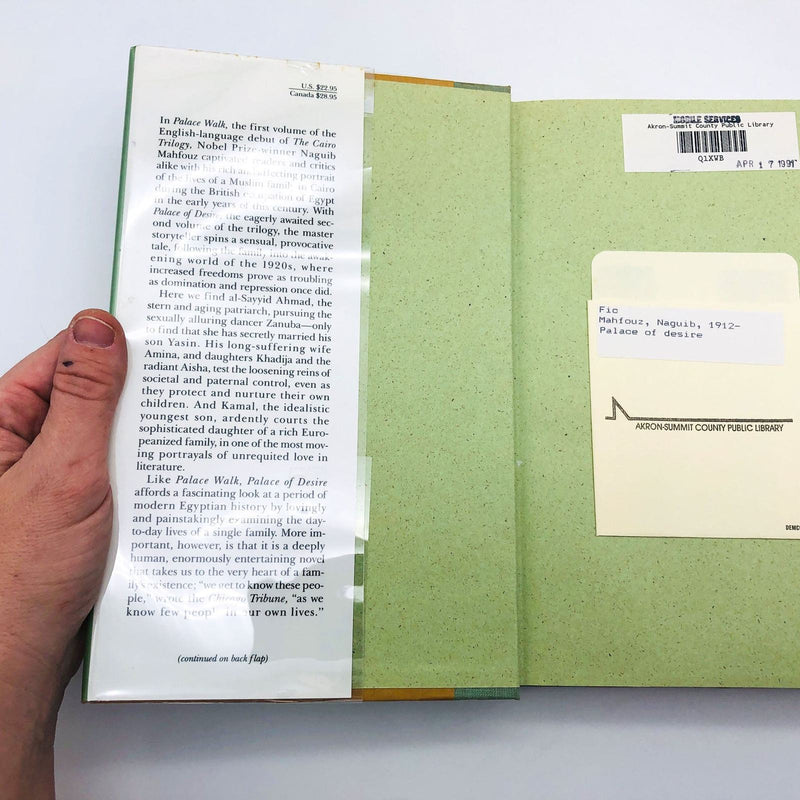 U.S. $22.95
Canada $28.95
In Palace Walk, the first volume of the
English-language debut of The Cairo
Trilogy, Nobel Prize-winner Naguib
Mahfouz captivated readers and critics
alike with his rich and affecting portrait
of the lives of a Muslim family in Cairo
during the British occupation of Egypt
in the early years of this century. With
Palace of Desire, the eagerly awaited sec-
ond volume of the trilogy, the master
storyteller spins a sensual, provocative
tale, following the family into the awak-
ening world of the 1920s, where
increased freedoms prove as troubling
as domination and repression once did.
Here we find al-Sayyid Ahmad, the
stern and aging patriarch, pursuing the
sexually alluring dancer Zanuba—only
to find that she has secretly married his
son Yasin. His long-suffering wife
Amina, and daughters Khadija and the
radiant Aisha, test the loosening reins of
societal and paternal control, even as
they protect and nurture their own
children. And Kamal, the idealistic
youngest son, ardently courts the
sophisticated daughter of a rich Euro-
peanized family, in one of the most mov-
ing portrayals of unrequited love in
literature.
Like Palace Walk, Palace of Desire
affords a fascinating look at a period of
modern Egyptian history by lovingly
and painstakingly examining the day-
to-day lives of a single family. More im-
portant, however, is that it is a deeply
human, enormously entertaining novel
that takes us to the very heart of a fam-
ily's existence; "we get to know these peo-
ple," wrote the Chicago Tribune, "as we
know few people in our own lives."
(continued on back flap)
MOBILE SERVICES
Akron-Summit County Public Library
Q1XWB
APR 17 1991
Fic
Mahfouz, Naguib, 1912-
Palace of desire
AKRON-SUMMIT COUNTY PUBLIC LIBRARY